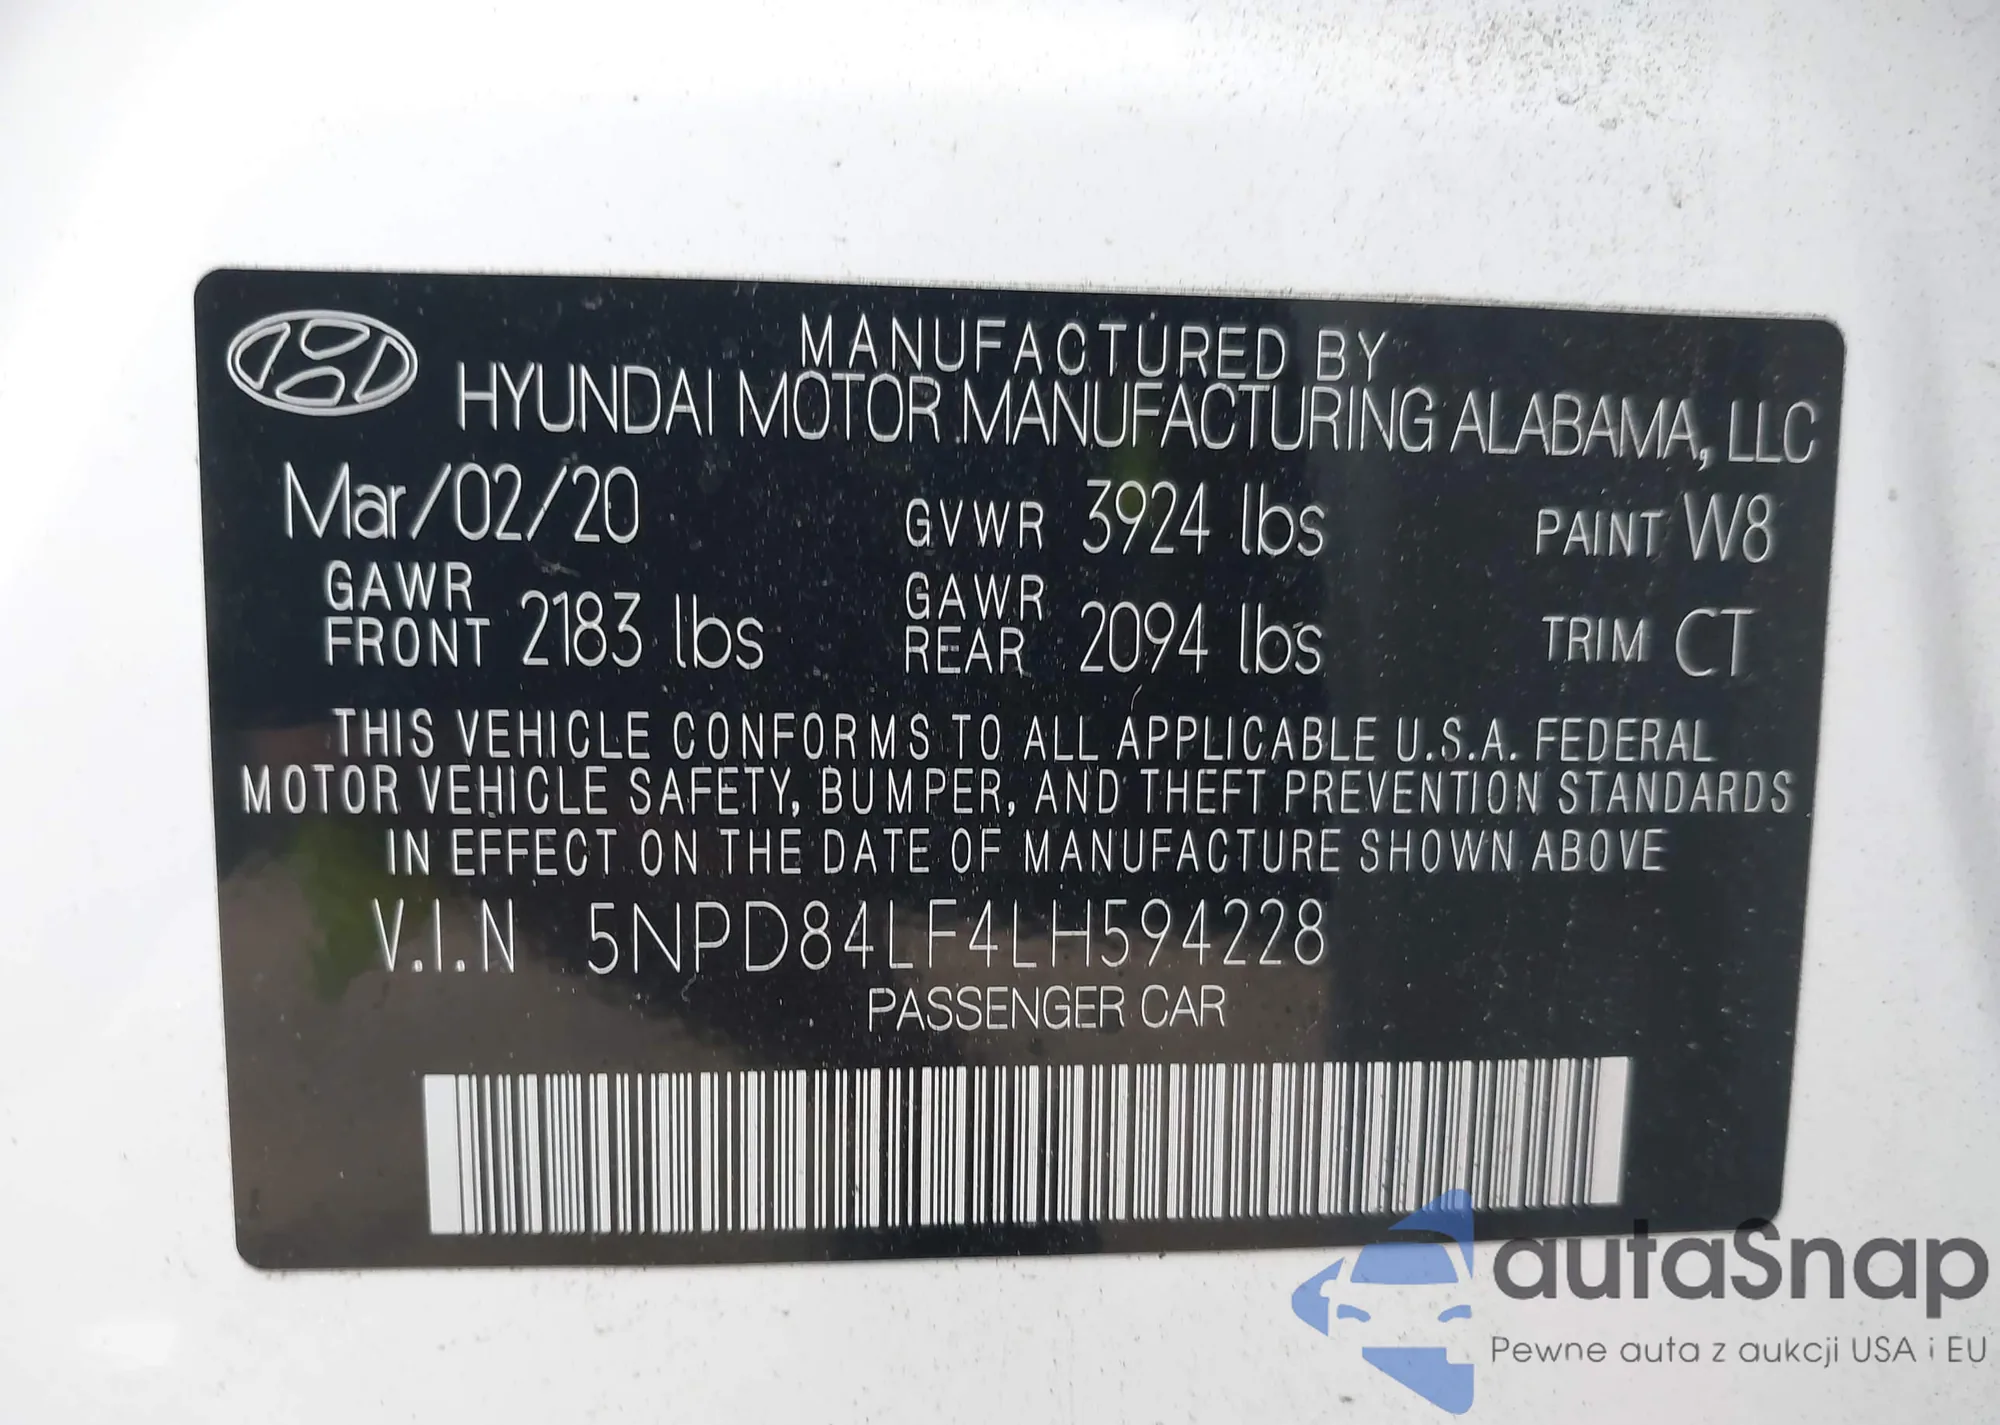 MANUFACTURED BY
HYUNDAI MOTOR MANUFACTURING ALABAMA, LLC
Mar/02/20 GVWR 3924 lbs PAINT W8
GAWR FRONT 2183 lbs GAWR REAR 2094 lbs TRIM CT
THIS VEHICLE CONFORMS TO ALL APPLICABLE U.S.A. FEDERAL
MOTOR VEHICLE SAFETY, BUMPER, AND THEFT PREVENTION STANDARDS
IN EFFECT ON THE DATE OF MANUFACTURE SHOWN ABOVE
V.I.N 5NPD84LF4LH594228
PASSENGER CAR
autaSnap
Pewne auta z aukcji USA i EU